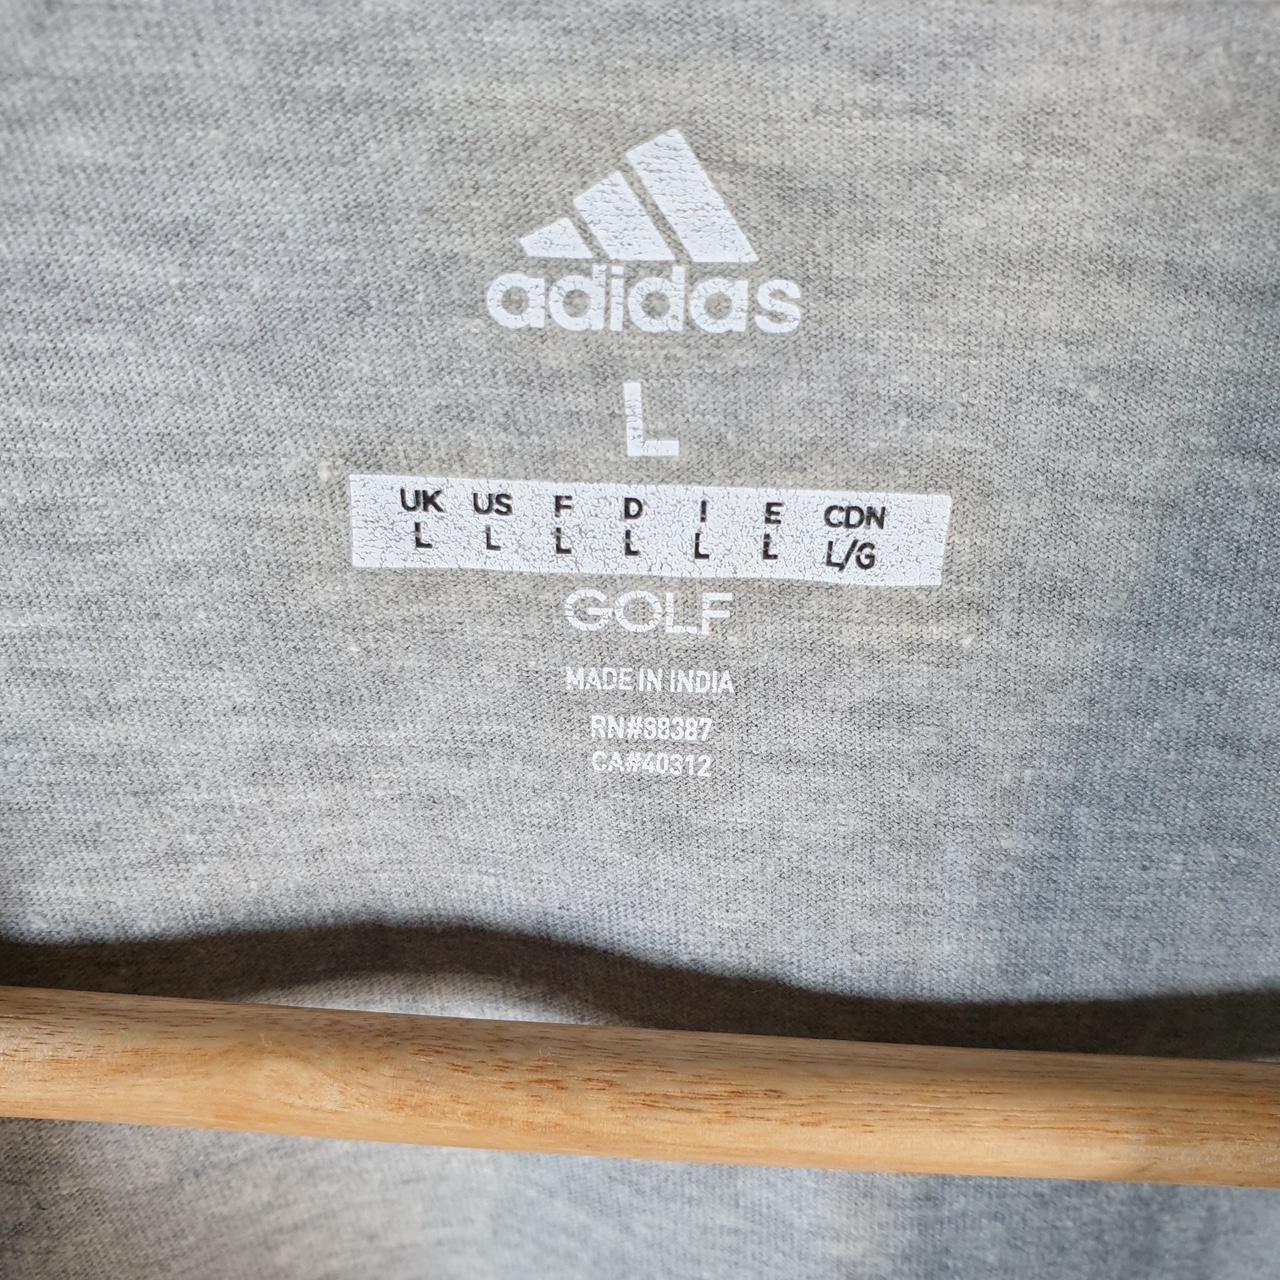 adidas
L
UK US F D I E CDN
L L L L L L L/G
GOLF
MADE IN INDIA
RN#88387
CA#40312